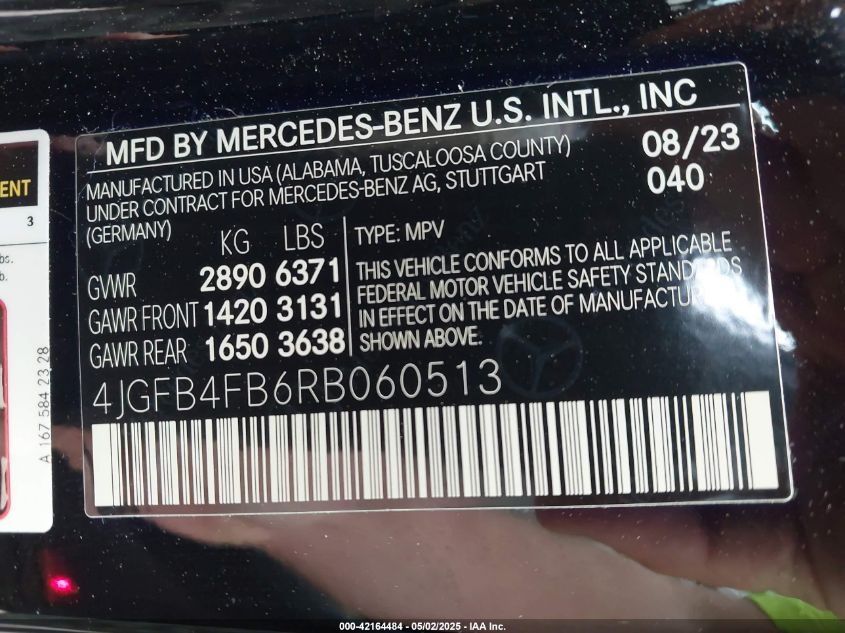 MFD BY MERCEDES-BENZ U.S. INTL., INC
MANUFACTURED IN USA (ALABAMA, TUSCALOOSA COUNTY)
UNDER CONTRACT FOR MERCEDES-BENZ AG, STUTTGART
(GERMANY)
08/23
040
KG LBS
GVWR 2890 6371
GAWR FRONT 1420 3131
GAWR REAR 1650 3638
TYPE: MPV
THIS VEHICLE CONFORMS TO ALL APPLICABLE
FEDERAL MOTOR VEHICLE SAFETY STANDARDS
IN EFFECT ON THE DATE OF MANUFACTURE
SHOWN ABOVE.
4JGFB4FB6RB060513
3
A 167 584 23 28
000-42164484 - 05/02/2025 - IAA Inc.